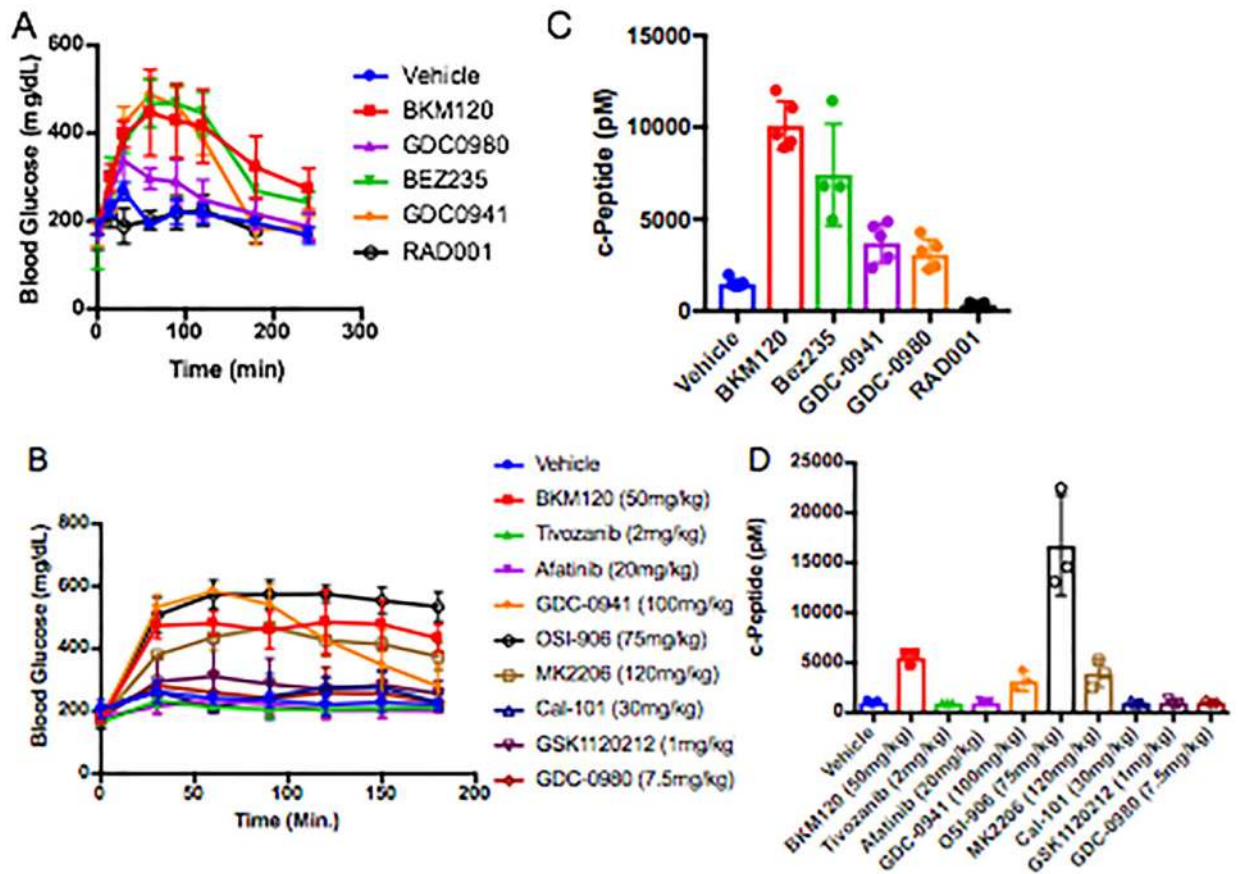 A
600
400
200
0
0
100
200
300
Blood Glucose (mg/dL)
Time (min)
Vehicle
BKM120
GDC0980
BEZ235
GDC0941
RAD001
C
15000
10000
5000
0
c-Peptide (pM)
Vehicle
BKM120
Bez235
GDC-0941
GDC-0980
RAD001
B
800
600
400
200
0
0
50
100
150
200
Blood Glucose (mg/dL)
Time (Min.)
Vehicle
BKM120 (50mg/kg)
Tivozanib (2mg/kg)
Afatinib (20mg/kg)
GDC-0941 (100mg/kg
OSI-906 (75mg/kg)
MK2206 (120mg/kg)
Cal-101 (30mg/kg)
GSK1120212 (1mg/kg
GDC-0980 (7.5mg/kg)
D
25000
20000
15000
10000
5000
0
c-Peptide (pM)
Vehicle
BKM120 (50mg/kg)
Tivozanib (2mg/kg)
Afatinib (20mg/kg)
GDC-0941 (100mg/kg)
OSI-906 (75mg/kg)
MK2206 (120mg/kg)
Cal-101 (30mg/kg)
GSK1120212 (1mg/kg)
GDC-0980 (7.5mg/kg)